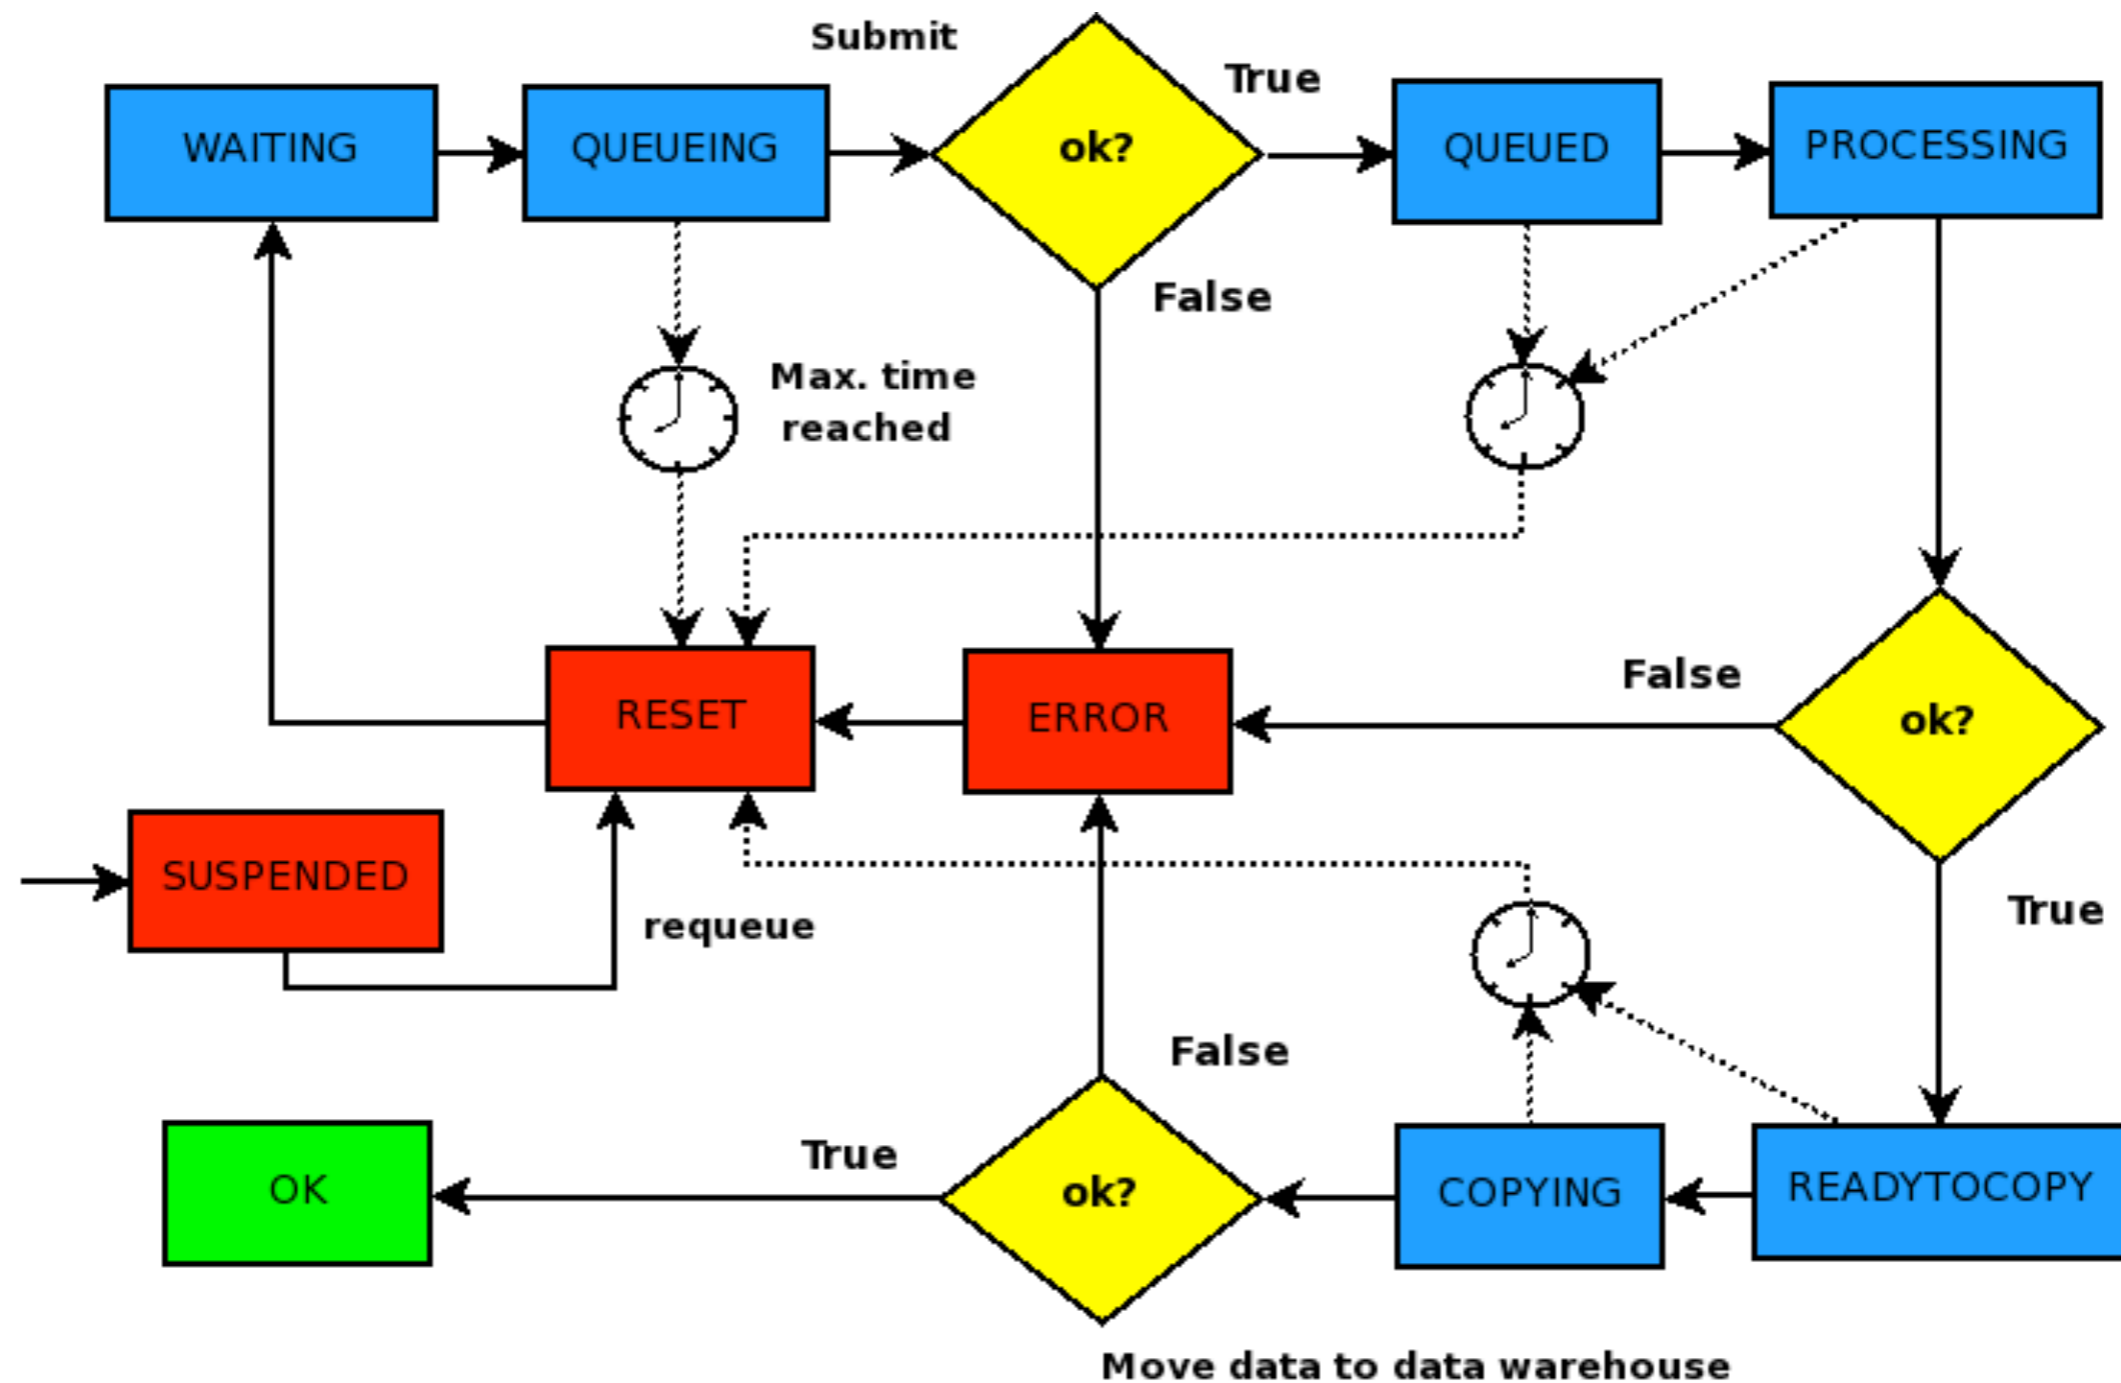 Submit
True
WAITING
QUEUEING
ok?
QUEUED
PROCESSING
False
Max. time
reached
False
RESET
ERROR
ok?
SUSPENDED
requeue
True
False
True
OK
ok?
COPYING
READYTOCOPY
Move data to data warehouse